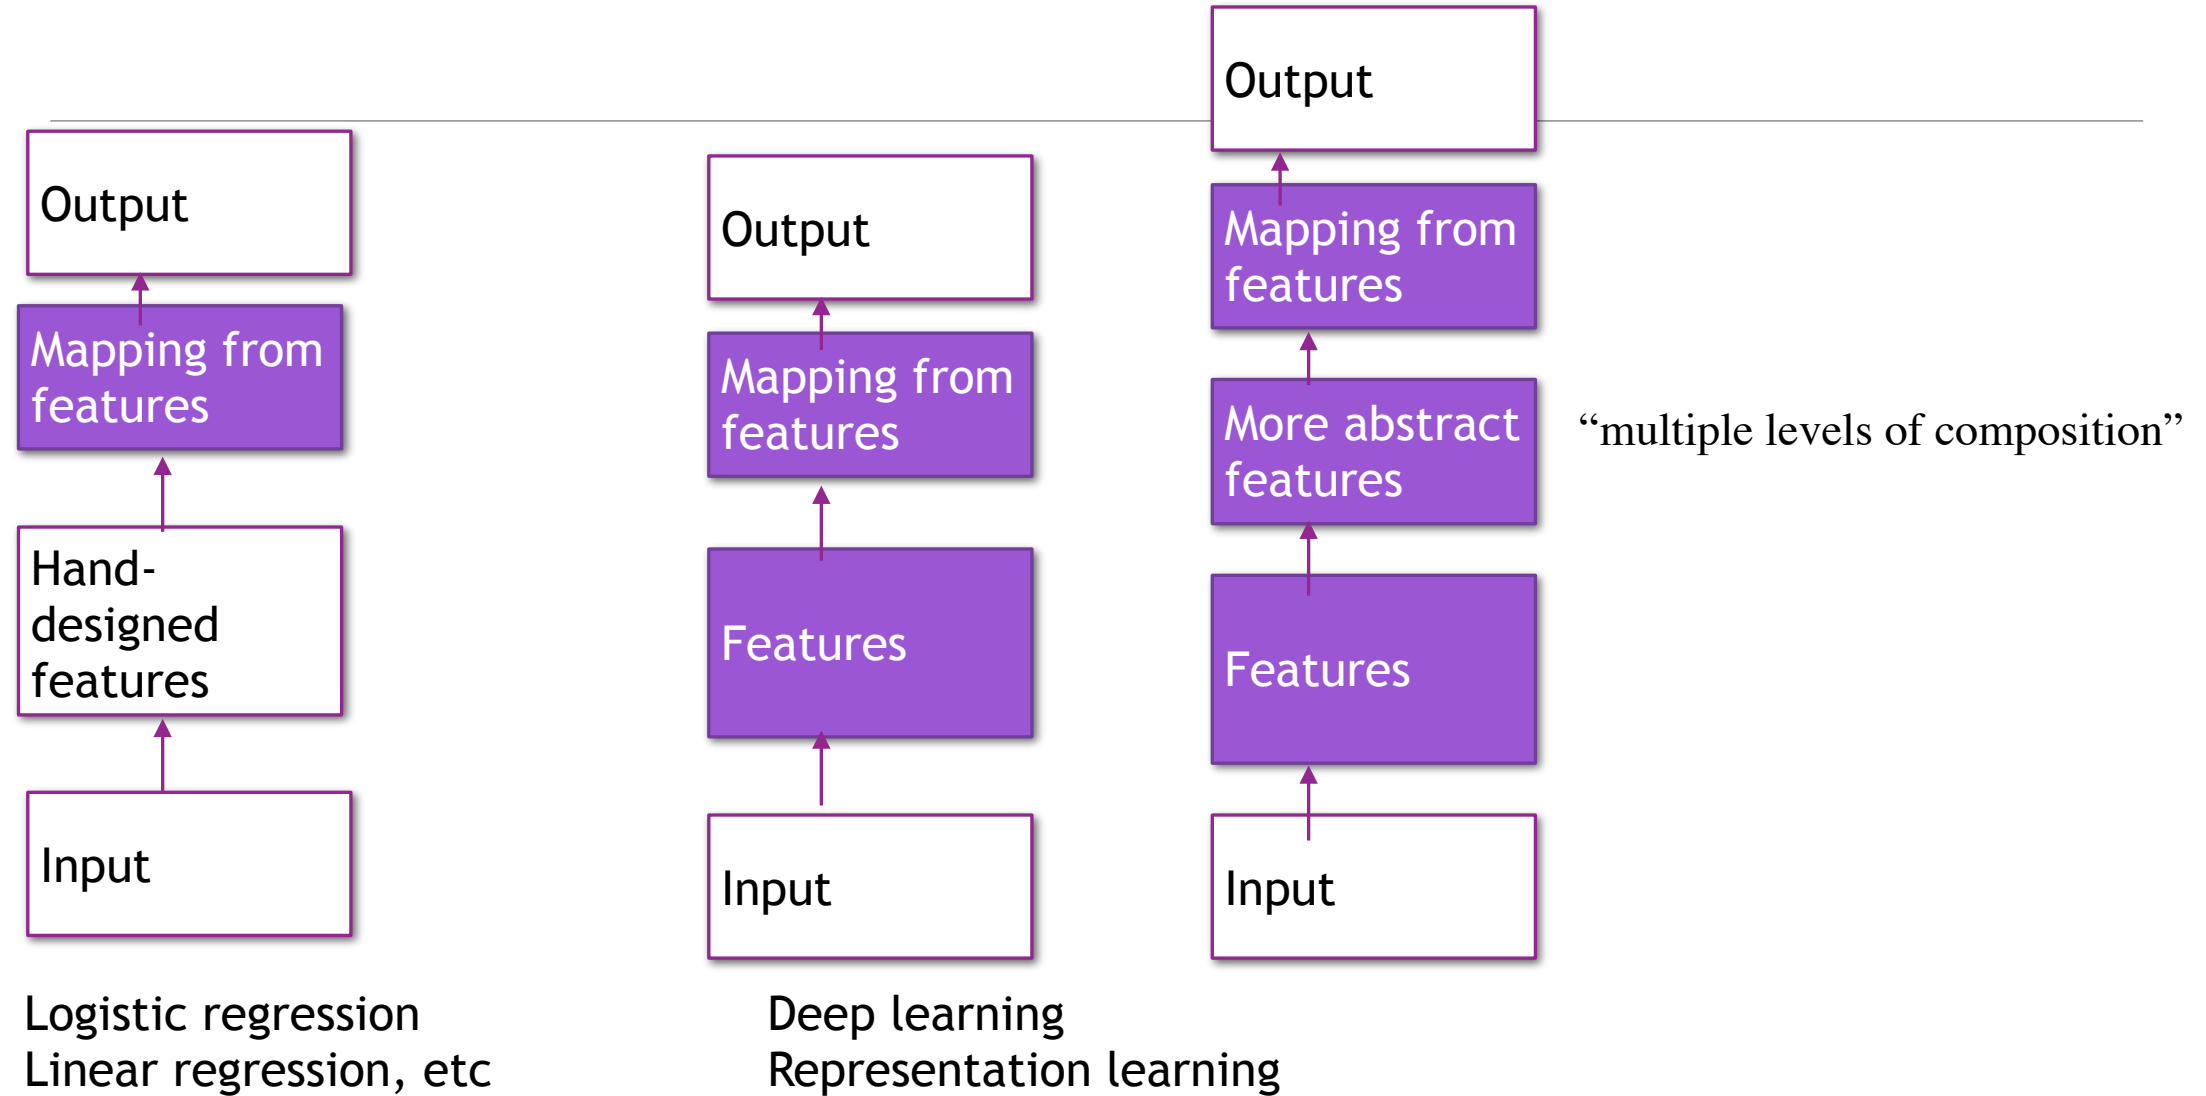 Output
Mapping from
features
Hand-
designed
features
Input
Logistic regression
Linear regression, etc
Output
Mapping from
features
Features
Input
Deep learning
Representation learning
Output
Mapping from
features
More abstract
features
Features
Input
“multiple levels of composition”